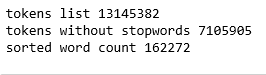 tokens list 13145382
tokens without stopwords 7105905
sorted word count 162272